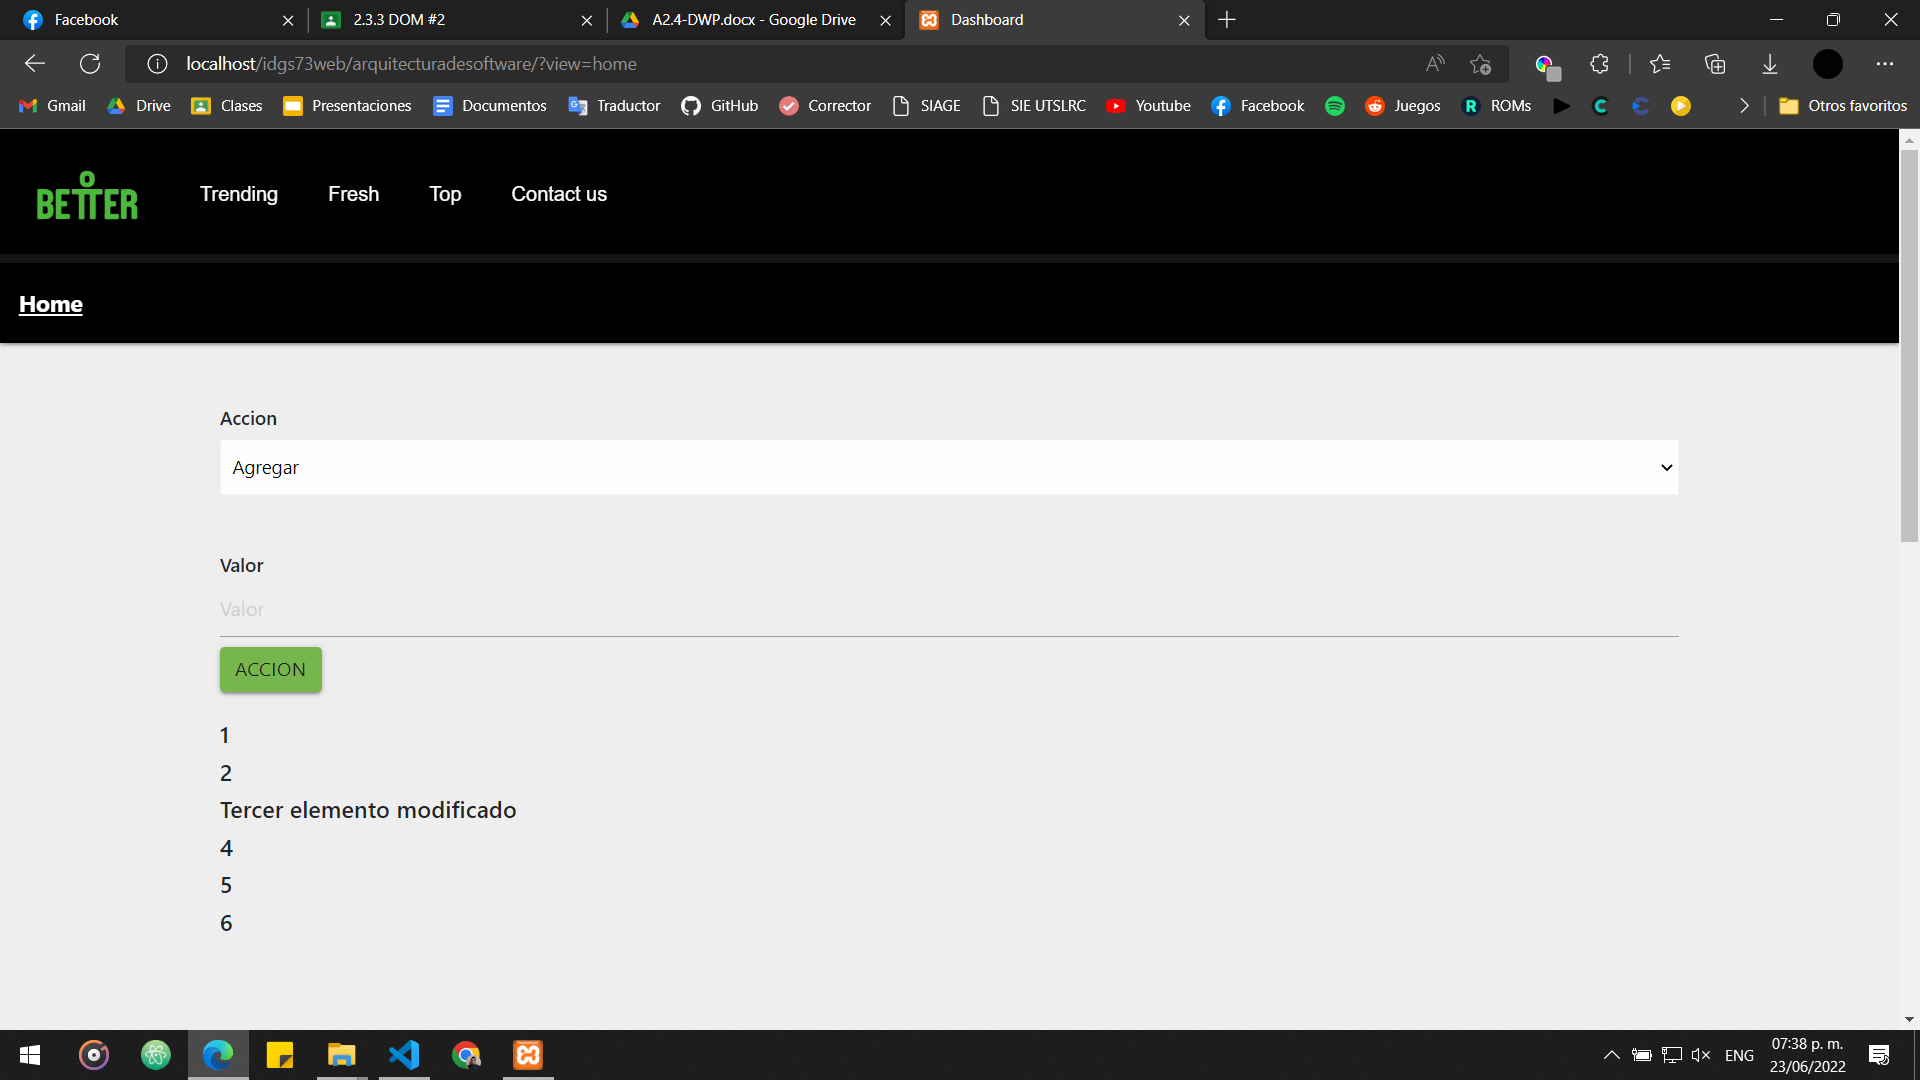 Facebook
2.3.3 DOM #2
A2.4-DWP.docx - Google Drive
Dashboard
localhost/idgs73web/arquitecturadesoftware/?view=home
Gmail Drive Clases Presentaciones Documentos Traductor GitHub Corrector SIAGE SIE UTSLRC Youtube Facebook Juegos ROMs Otros favoritos
BETTER Trending Fresh Top Contact us
Home
Accion
Agregar
Valor
Valor
ACCION
1
2
Tercer elemento modificado
4
5
6
ENG
07:38 p. m.
23/06/2022